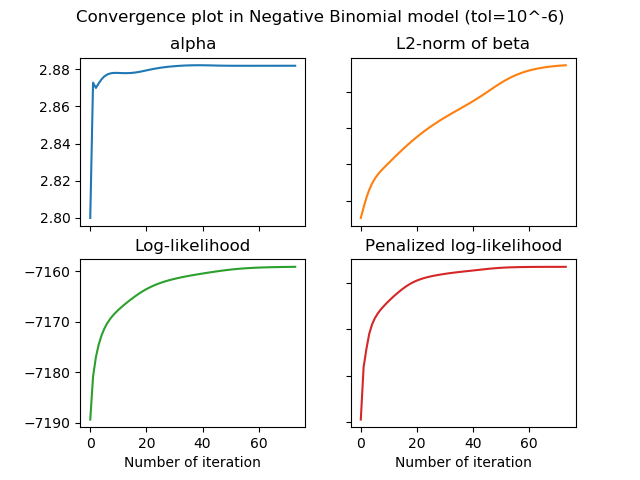 Convergence plot in Negative Binomial model (tol=10^-6)
alpha
L2-norm of beta
2.88
2.86
2.84
2.82
2.80
Log-likelihood
Penalized log-likelihood
−7160
−7170
−7180
−7190
0 20 40 60
0 20 40 60
Number of iteration
Number of iteration